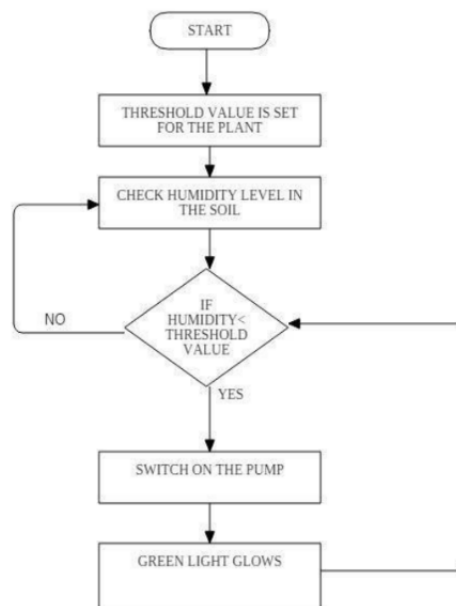 START
THRESHOLD VALUE IS SET
FOR THE PLANT
CHECK HUMIDITY LEVEL IN
THE SOIL
IF
HUMIDITY<
THRESHOLD
VALUE
NO
YES
SWITCH ON THE PUMP
GREEN LIGHT GLOWS